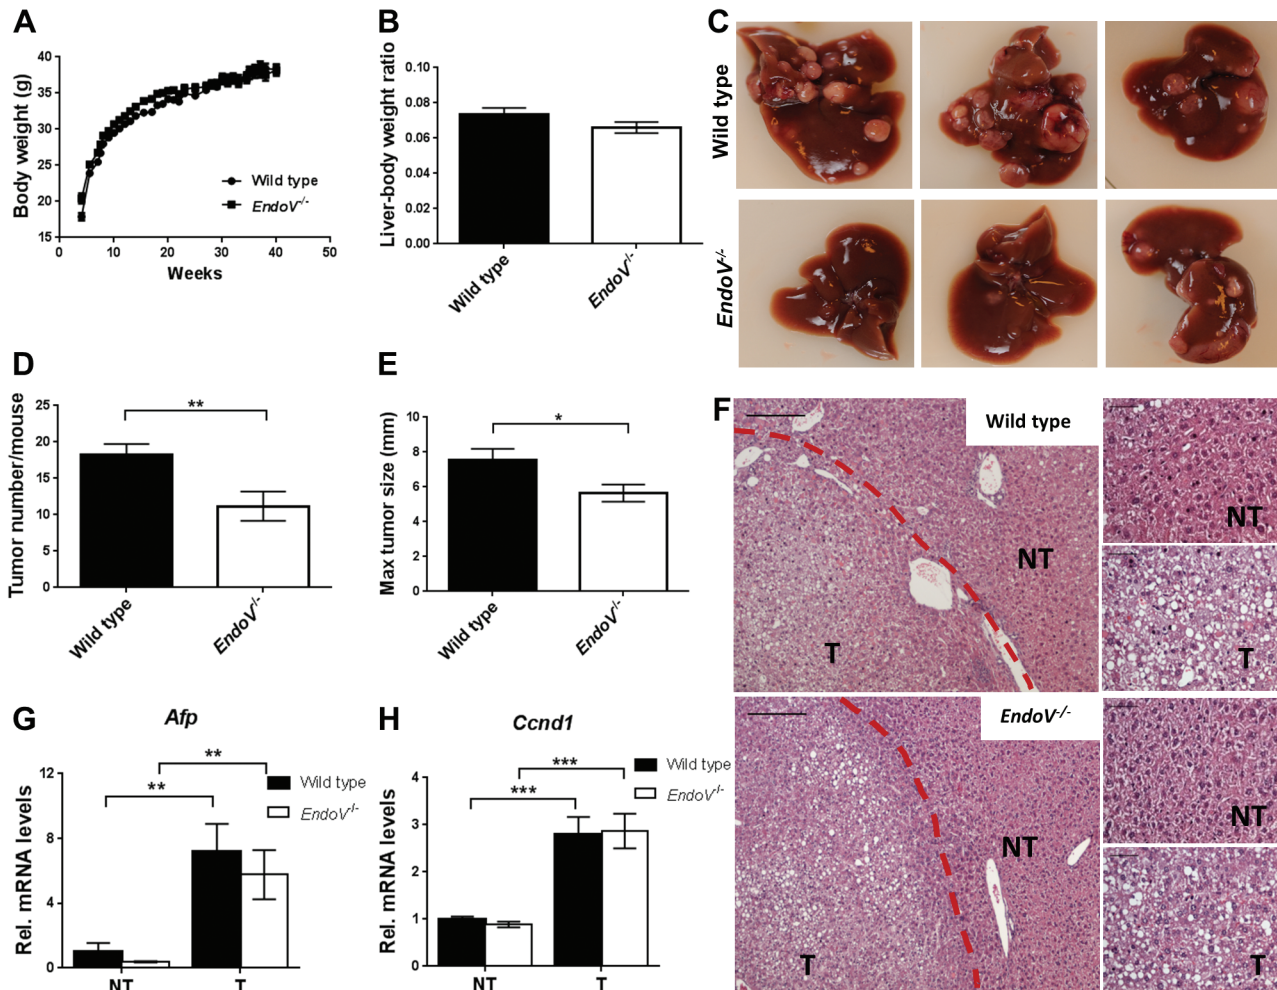 A
Body weight (g)
40
35
30
25
20
15
0
10
20
30
40
50
Weeks
Wild type
EndoV-/-
B
Liver-body weight ratio
0.10
0.08
0.06
0.04
0.02
0.00
Wild type
EndoV-/-
C
Wild type
EndoV-/-
D
Tumor number/mouse
25
20
15
10
5
0
**
Wild type
EndoV-/-
E
Max tumor size (mm)
10
8
6
4
2
0
*
Wild type
EndoV-/-
F
Wild type
NT
T
NT
T
EndoV-/-
NT
T
NT
T
G
Afp
Rel. mRNA levels
12
8
4
0
**
**
Wild type
EndoV-/-
NT
T
H
Ccnd1
Rel. mRNA levels
4
3
2
1
0
***
***
Wild type
EndoV-/-
NT
T